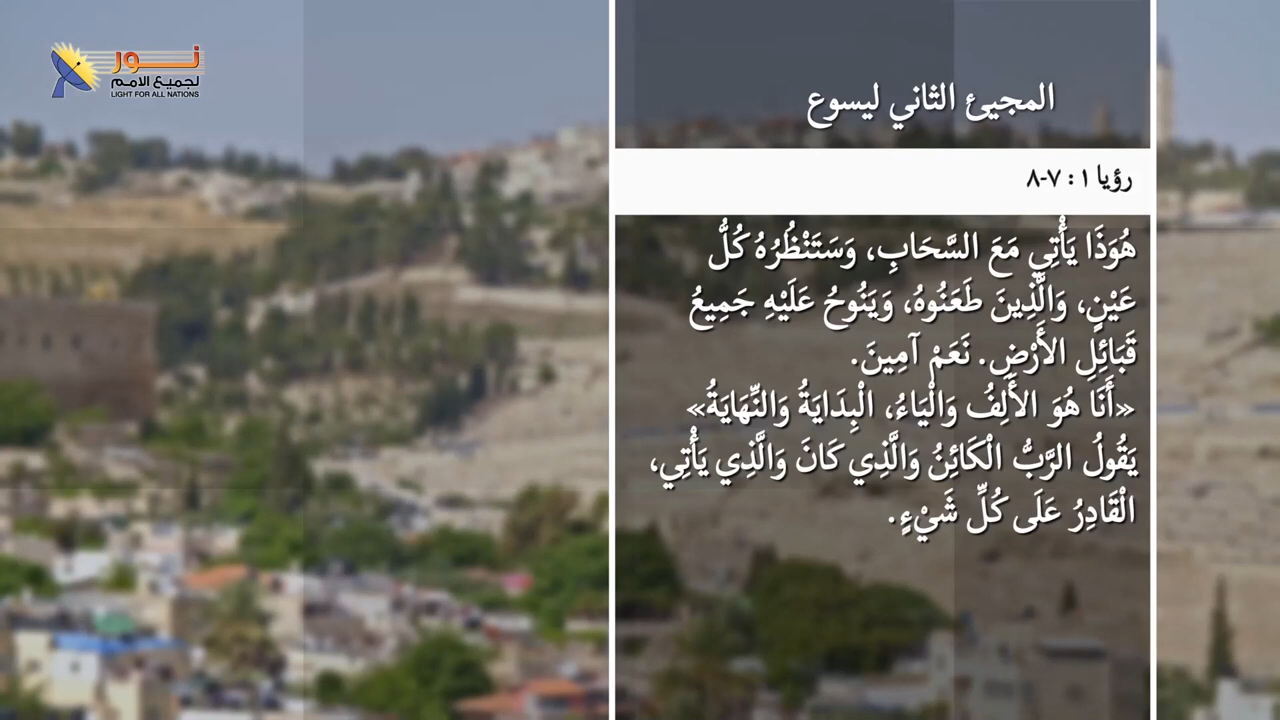 نور
لجميع الامم
LIGHT FOR ALL NATIONS
المجيئ الثاني ليسوع
رؤيا ١ : ٧-٨
هُوَذَا يَأْتِي مَعَ السَّحَابِ، وَسَتَنْظُرُهُ كُلُّ
عَيْنٍ، وَالَّذِينَ طَعَنُوهُ، وَيَنُوحُ عَلَيْهِ جَمِيعُ
قَبَائِلِ الأَرْضِ. نَعَمْ آمِينَ.
«أَنَا هُوَ الأَلِفُ وَالْيَاءُ، الْبِدَايَةُ وَالنِّهَايَةُ»
يَقُولُ الرَّبُّ الْكَائِنُ وَالَّذِي كَانَ وَالَّذِي يَأْتِي،
الْقَادِرُ عَلَى كُلِّ شَيْءٍ.